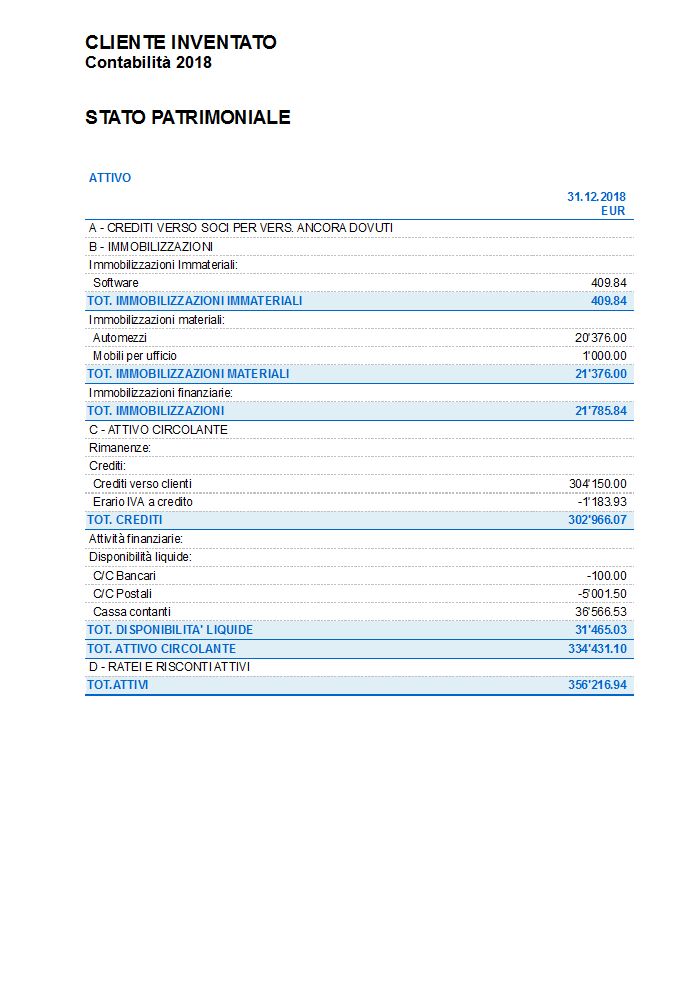 CLIENTE INVENTATO
Contabilità 2018
STATO PATRIMONIALE
ATTIVO
31.12.2018
EUR
A - CREDITI VERSO SOCI PER VERS. ANCORA DOVUTI
B - IMMOBILIZZAZIONI
Immobilizzazioni Immateriali:
Software 409.84
TOT. IMMOBILIZZAZIONI IMMATERIALI 409.84
Immobilizzazioni materiali:
Automezzi 20'376.00
Mobili per ufficio 1'000.00
TOT. IMMOBILIZZAZIONI MATERIALI 21'376.00
Immobilizzazioni finanziarie:
TOT. IMMOBILIZZAZIONI 21'785.84
C - ATTIVO CIRCOLANTE
Rimanenze:
Crediti:
Crediti verso clienti 304'150.00
Erario IVA a credito -1'183.93
TOT. CREDITI 302'966.07
Attività finanziarie:
Disponibilità liquide:
C/C Bancari -100.00
C/C Postali -5'001.50
Cassa contanti 36'566.53
TOT. DISPONIBILITA' LIQUIDE 31'465.03
TOT. ATTIVO CIRCOLANTE 334'431.10
D - RATEI E RISCONTI ATTIVI
TOT.ATTIVI 356'216.94